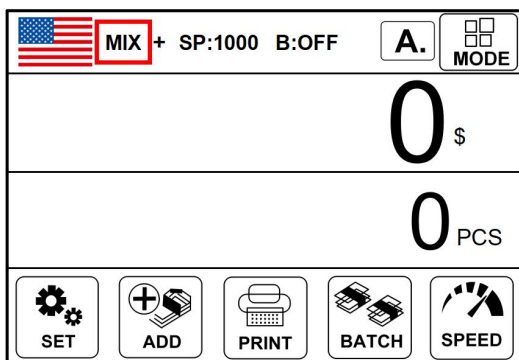 MIX + SP:1000 B:OFF A. MODE
0 $
0 PCS
SET ADD PRINT BATCH SPEED